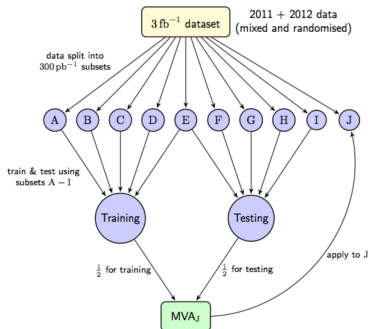 3 fb⁻¹ dataset
2011 + 2012 data
(mixed and randomised)
data split into
300 pb⁻¹ subsets
A B C D E F G H I J
train & test using
subsets A − I
Training
Testing
½ for training
½ for testing
apply to J
MVA_J